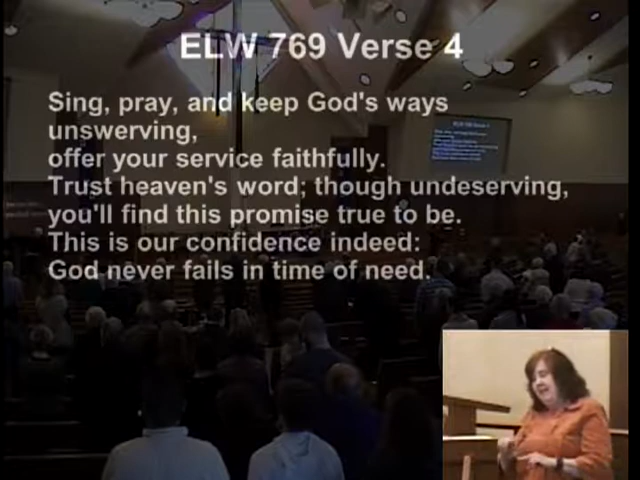 ELW 769 Verse 4
Sing, pray, and keep God's ways
unswerving,
offer your service faithfully.
Trust heaven's word; though undeserving,
you'll find this promise true to be.
This is our confidence indeed:
God never fails in time of need.